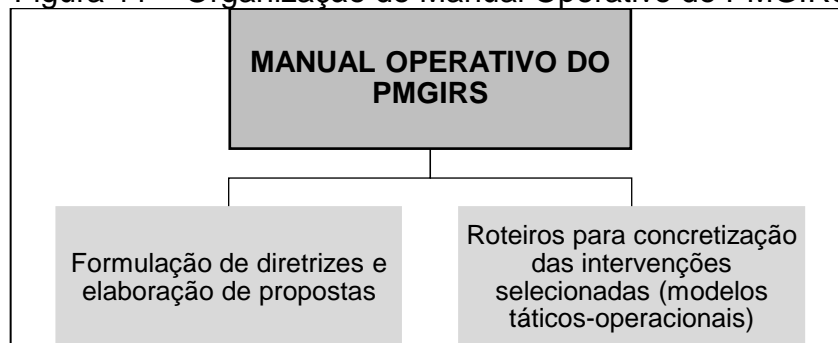 MANUAL OPERATIVO DO
PMGIRS
Formulação de diretrizes e
elaboração de propostas
Roteiros para concretização
das intervenções
selecionadas (modelos
táticos-operacionais)